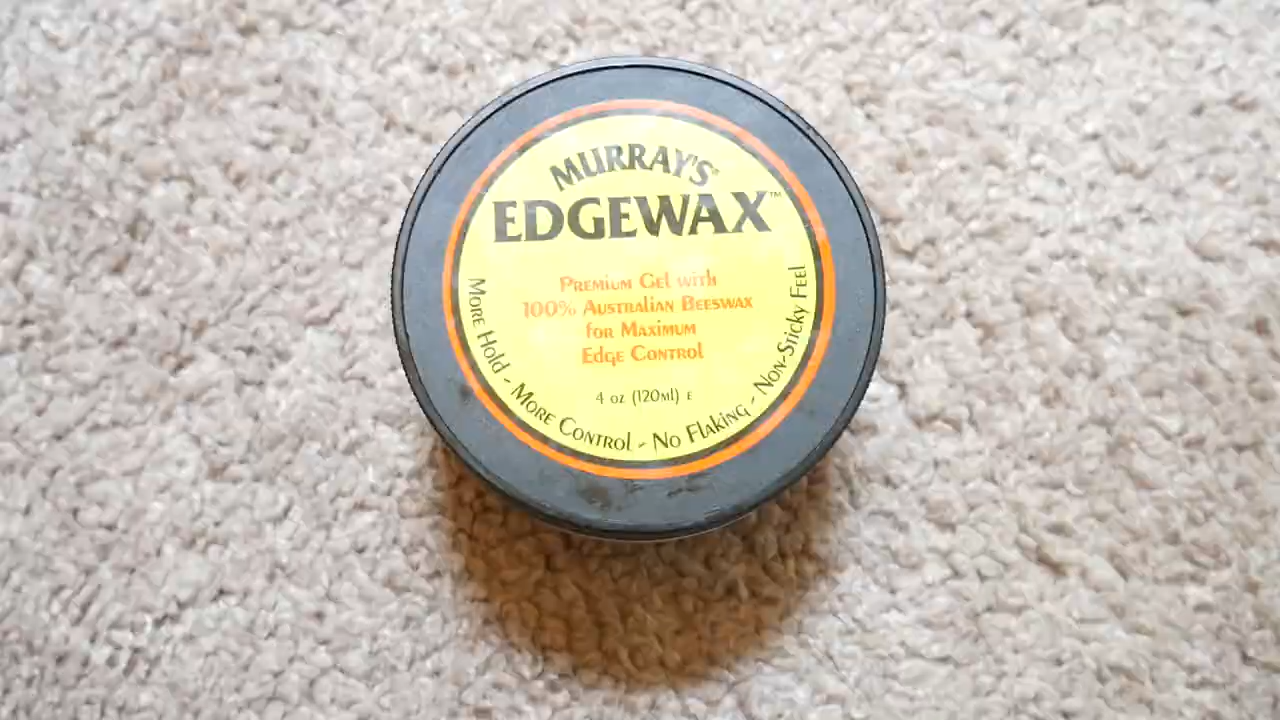 MURRAY'S®
EDGEWAX™
Premium Gel with
100% Australian Beeswax
for Maximum
Edge Control
4 oz (120ml) e
More Hold - More Control - No Flaking - Non-Sticky Feel